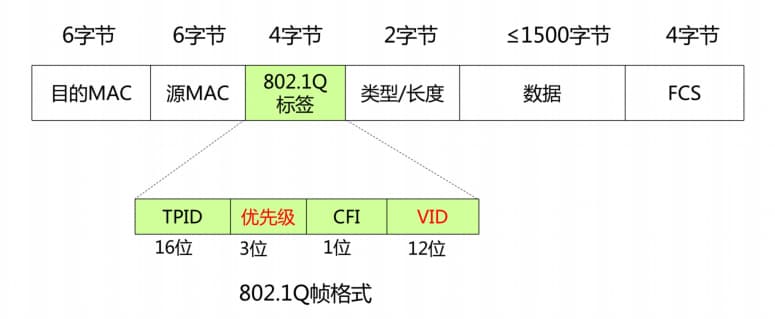 6字节 6字节 4字节 2字节 ≤1500字节 4字节
目的MAC 源MAC 802.1Q 类型/长度 数据 FCS
标签
TPID 优先级 CFI VID
16位 3位 1位 12位
802.1Q帧格式